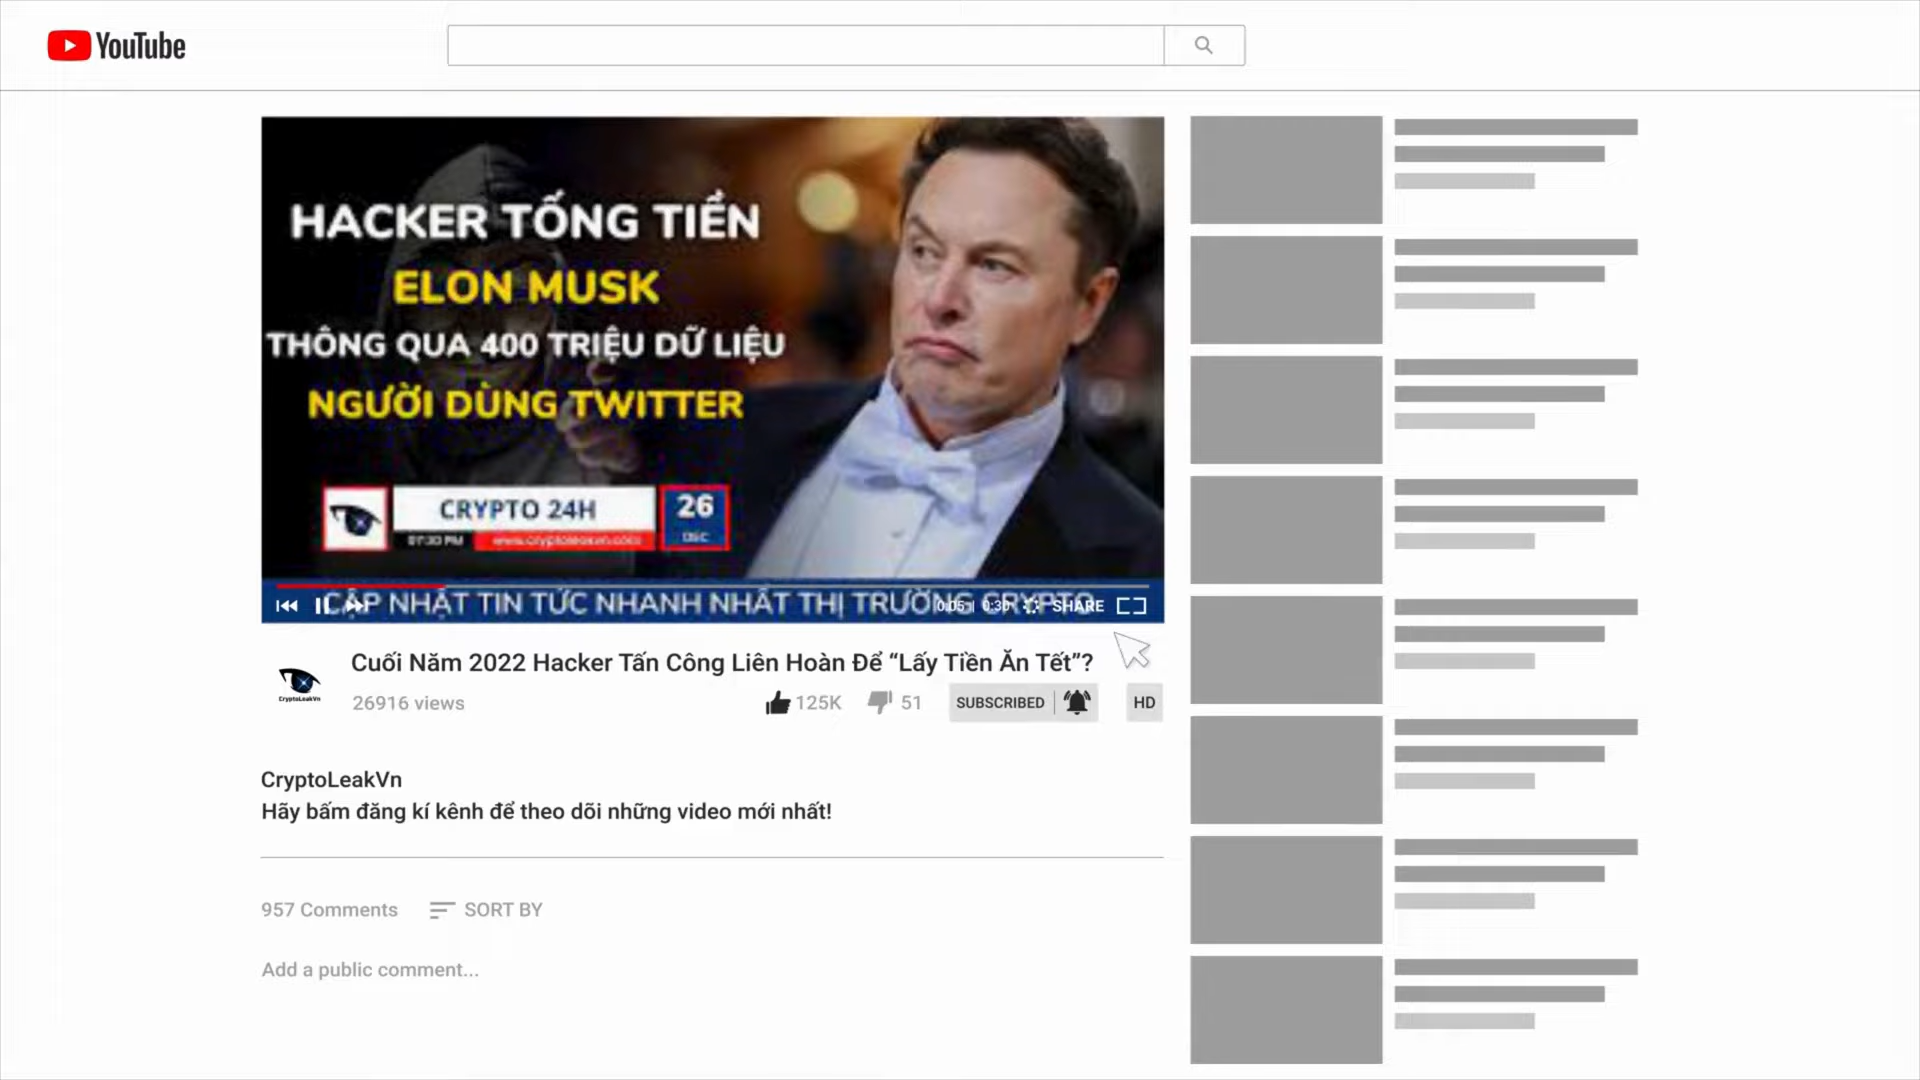 YouTube
HACKER TỐNG TIỀN
ELON MUSK
THÔNG QUA 400 TRIỆU DỮ LIỆU
NGƯỜI DÙNG TWITTER
CRYPTO 24H
26
DEC
07:30 PM
www.cryptoleakvn.com
CẬP NHẬT TIN TỨC NHANH NHẤT THỊ TRƯỜNG CRYPTO
0:05 | 0:30 SHARE
CryptoLeakVn
Cuối Năm 2022 Hacker Tấn Công Liên Hoàn Để “Lấy Tiền Ăn Tết”?
26916 views 125K 51 SUBSCRIBED HD
CryptoLeakVn
Hãy bấm đăng kí kênh để theo dõi những video mới nhất!
957 Comments SORT BY
Add a public comment...